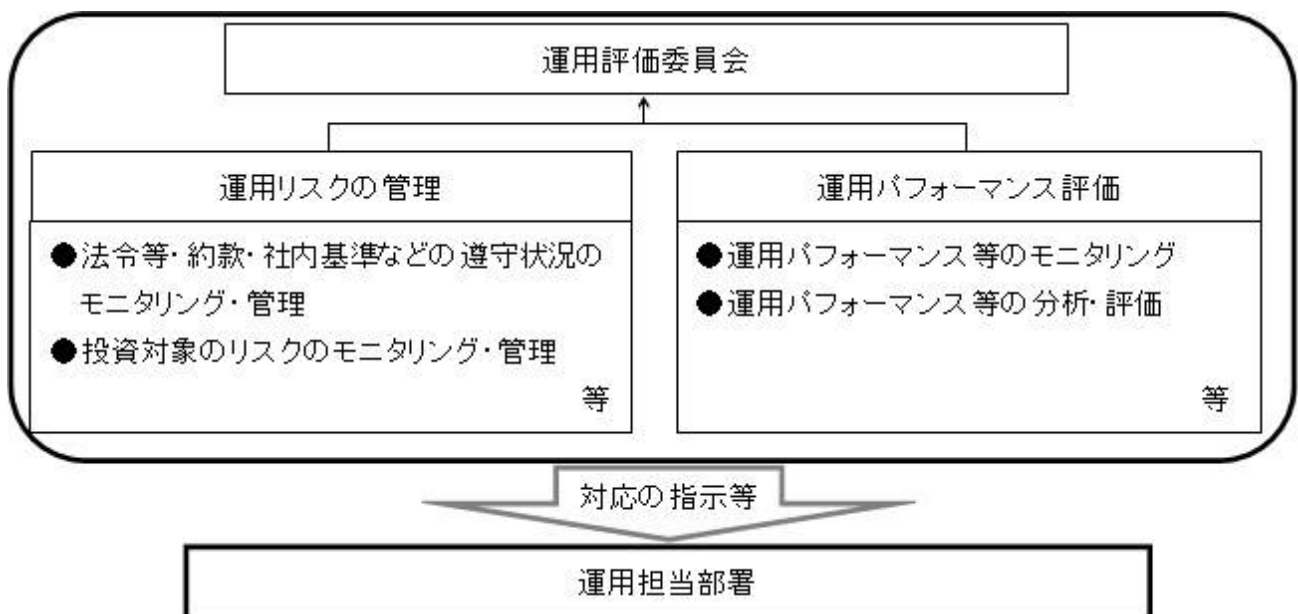 運用評価委員会
運用リスクの管理
●法令等・約款・社内基準などの遵守状況の
モニタリング・管理
●投資対象のリスクのモニタリング・管理
等
運用パフォーマンス評価
●運用パフォーマンス等のモニタリング
●運用パフォーマンス等の分析・評価
等
対応の指示等
運用担当部署